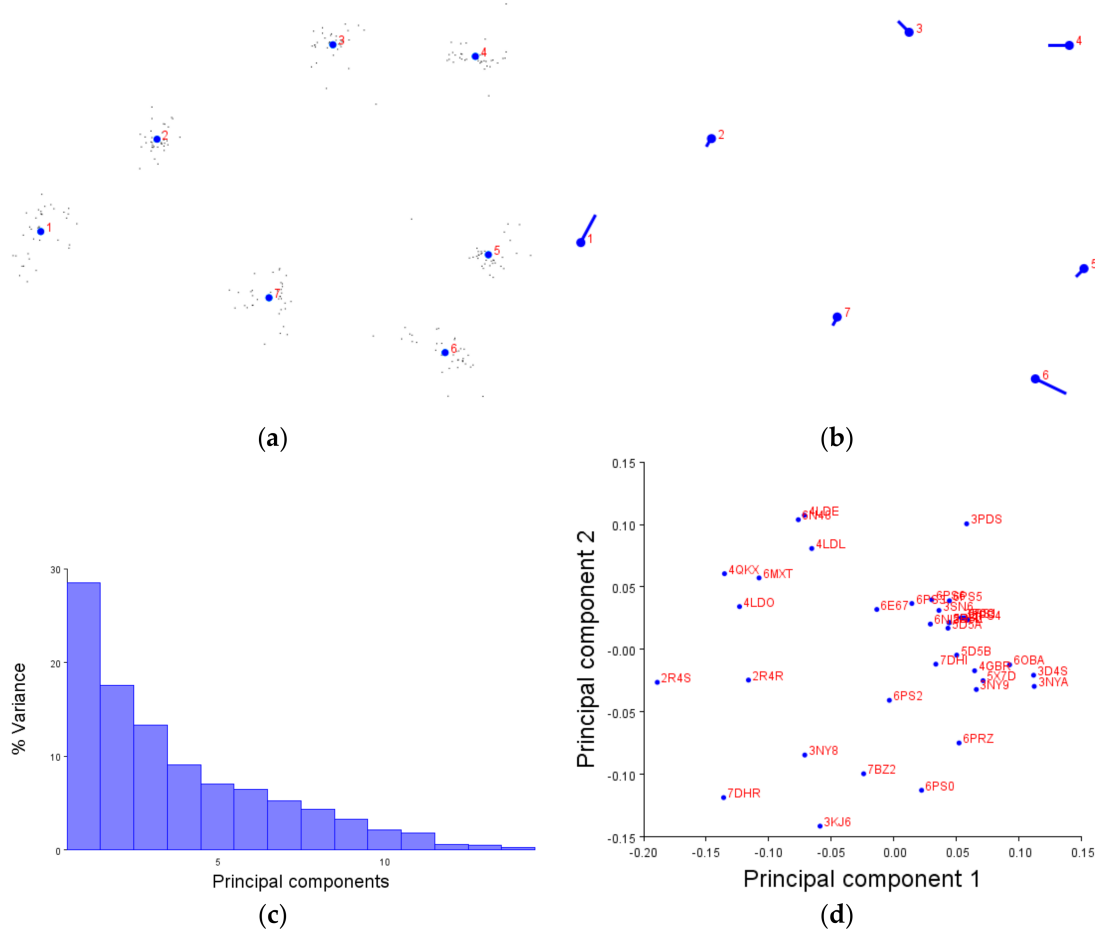 3
4
2
1
5
7
6
(a)
3
4
2
1
5
7
6
(b)
30
20
10
0
% Variance
5
10
Principal components
(c)
0.15
0.10
0.05
-0.00
-0.05
-0.10
-0.15
Principal component 2
4LDE
6N48
3PDS
4LDL
4QKX
6MXT
4LDO
6E67
6PS3
6PS5
3SN6
5D5A
5D5B
7DHI
4GBR
6OBA
3D4S
5X7D
3NYA
3NY9
2R4S
2R4R
6PS2
6PRZ
3NY8
7BZ2
6PS0
7DHR
3KJ6
-0.20
-0.15
-0.10
-0.05
0.00
0.05
0.10
0.15
Principal component 1
(d)